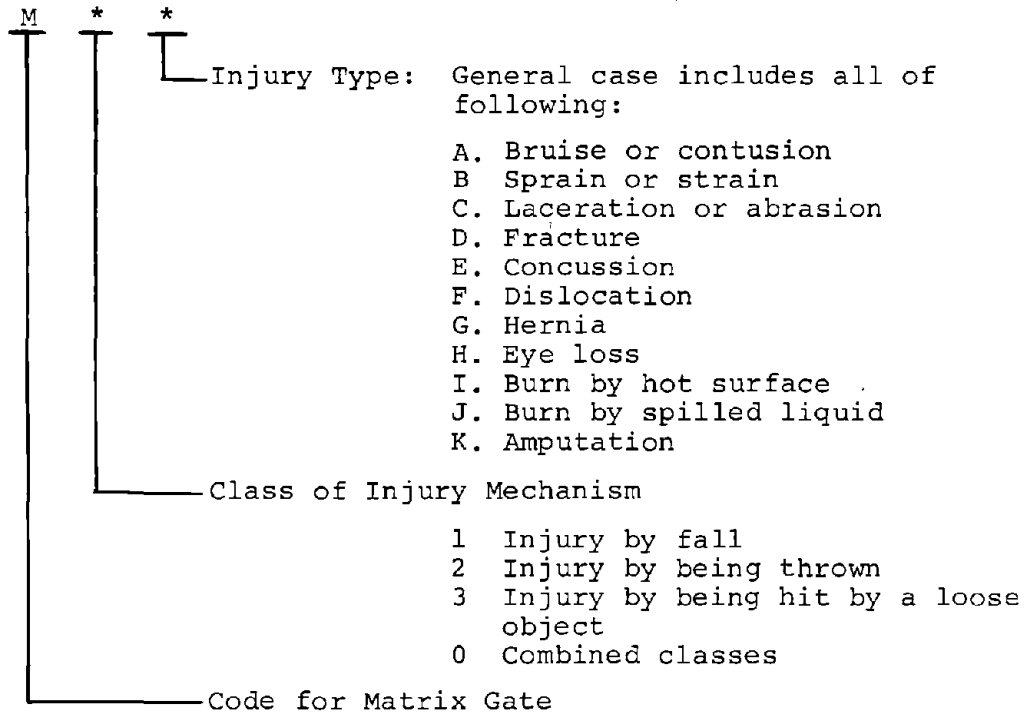 M * *
Injury Type: General case includes all of
following:
A. Bruise or contusion
B Sprain or strain
C. Laceration or abrasion
D. Fracture
E. Concussion
F. Dislocation
G. Hernia
H. Eye loss
I. Burn by hot surface
J. Burn by spilled liquid
K. Amputation
Class of Injury Mechanism
1 Injury by fall
2 Injury by being thrown
3 Injury by being hit by a loose
object
0 Combined classes
Code for Matrix Gate